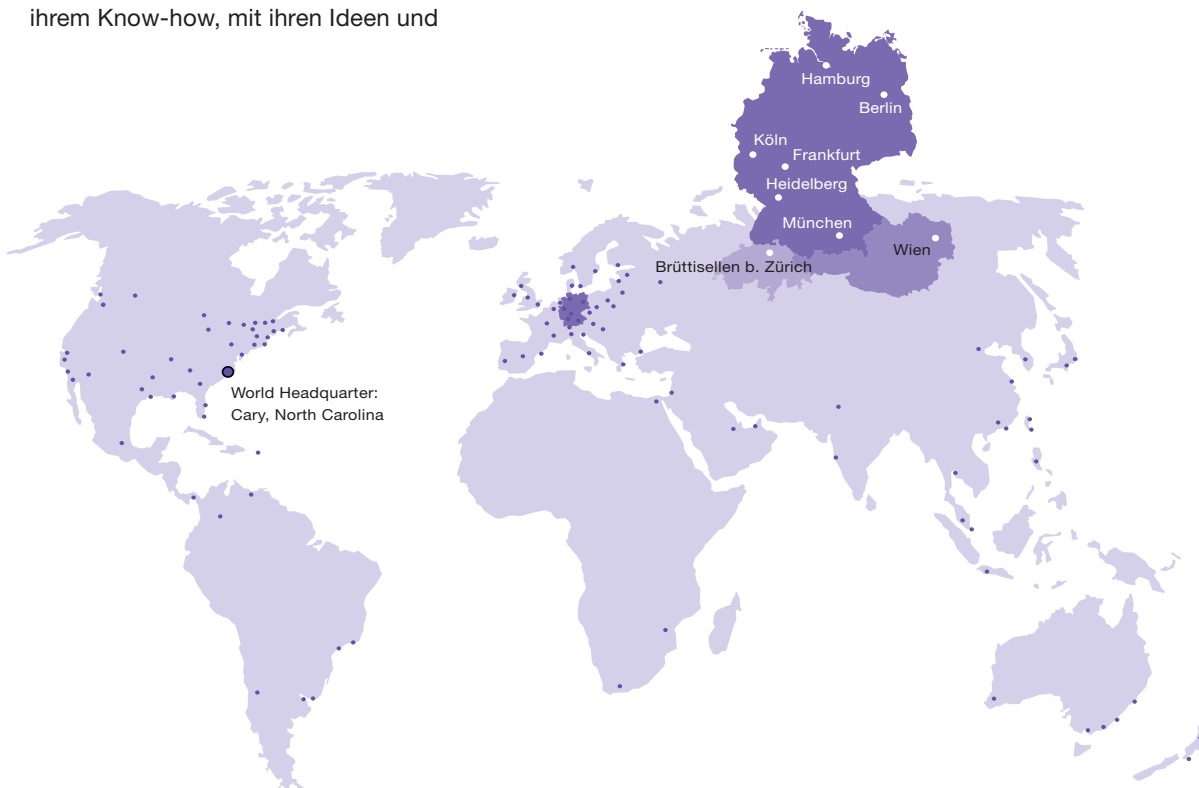 ihrem Know-how, mit ihren Ideen und
Hamburg
Berlin
Köln
Frankfurt
Heidelberg
München
Wien
Brüttisellen b. Zürich
World Headquarter:
Cary, North Carolina